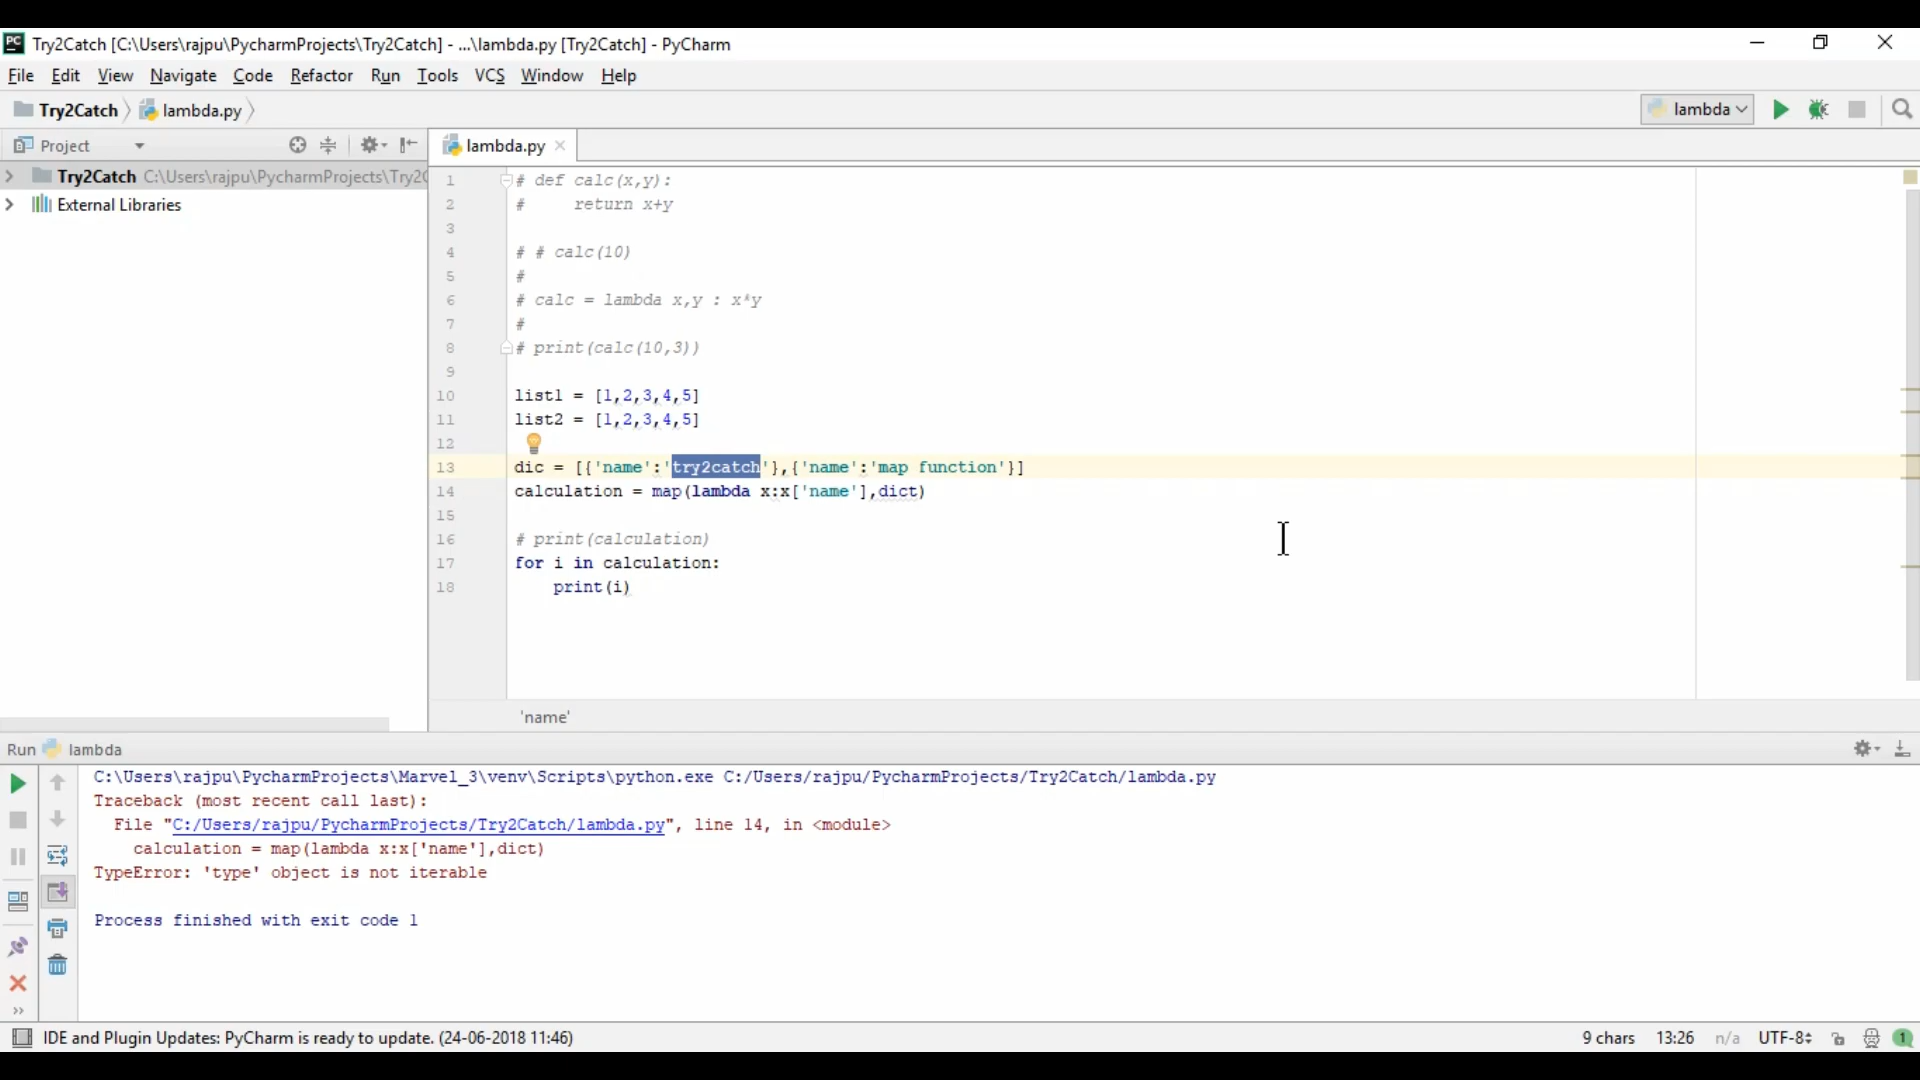 Try2Catch [C:\Users\rajpu\PycharmProjects\Try2Catch] - ...\lambda.py [Try2Catch] - PyCharm
File Edit View Navigate Code Refactor Run Tools VCS Window Help
Try2Catch lambda.py lambda
Project lambda.py
Try2Catch C:\Users\rajpu\PycharmProjects\Try2C
External Libraries
1 # def calc(x,y):
2 #     return x+y
3
4 # # calc(10)
5 #
6 # calc = lambda x,y : x*y
7 #
8 # print(calc(10,3))
9
10 list1 = [1,2,3,4,5]
11 list2 = [1,2,3,4,5]
12
13 dic = [{'name':'try2catch'},{'name':'map function'}]
14 calculation = map(lambda x:x['name'],dict)
15
16 # print(calculation)
17 for i in calculation:
18     print(i)
'name'
Run lambda
C:\Users\rajpu\PycharmProjects\Marvel_3\venv\Scripts\python.exe C:/Users/rajpu/PycharmProjects/Try2Catch/lambda.py
Traceback (most recent call last):
  File "C:/Users/rajpu/PycharmProjects/Try2Catch/lambda.py", line 14, in <module>
    calculation = map(lambda x:x['name'],dict)
TypeError: 'type' object is not iterable
Process finished with exit code 1
IDE and Plugin Updates: PyCharm is ready to update. (24-06-2018 11:46) 9 chars 13:26 n/a UTF-8 1